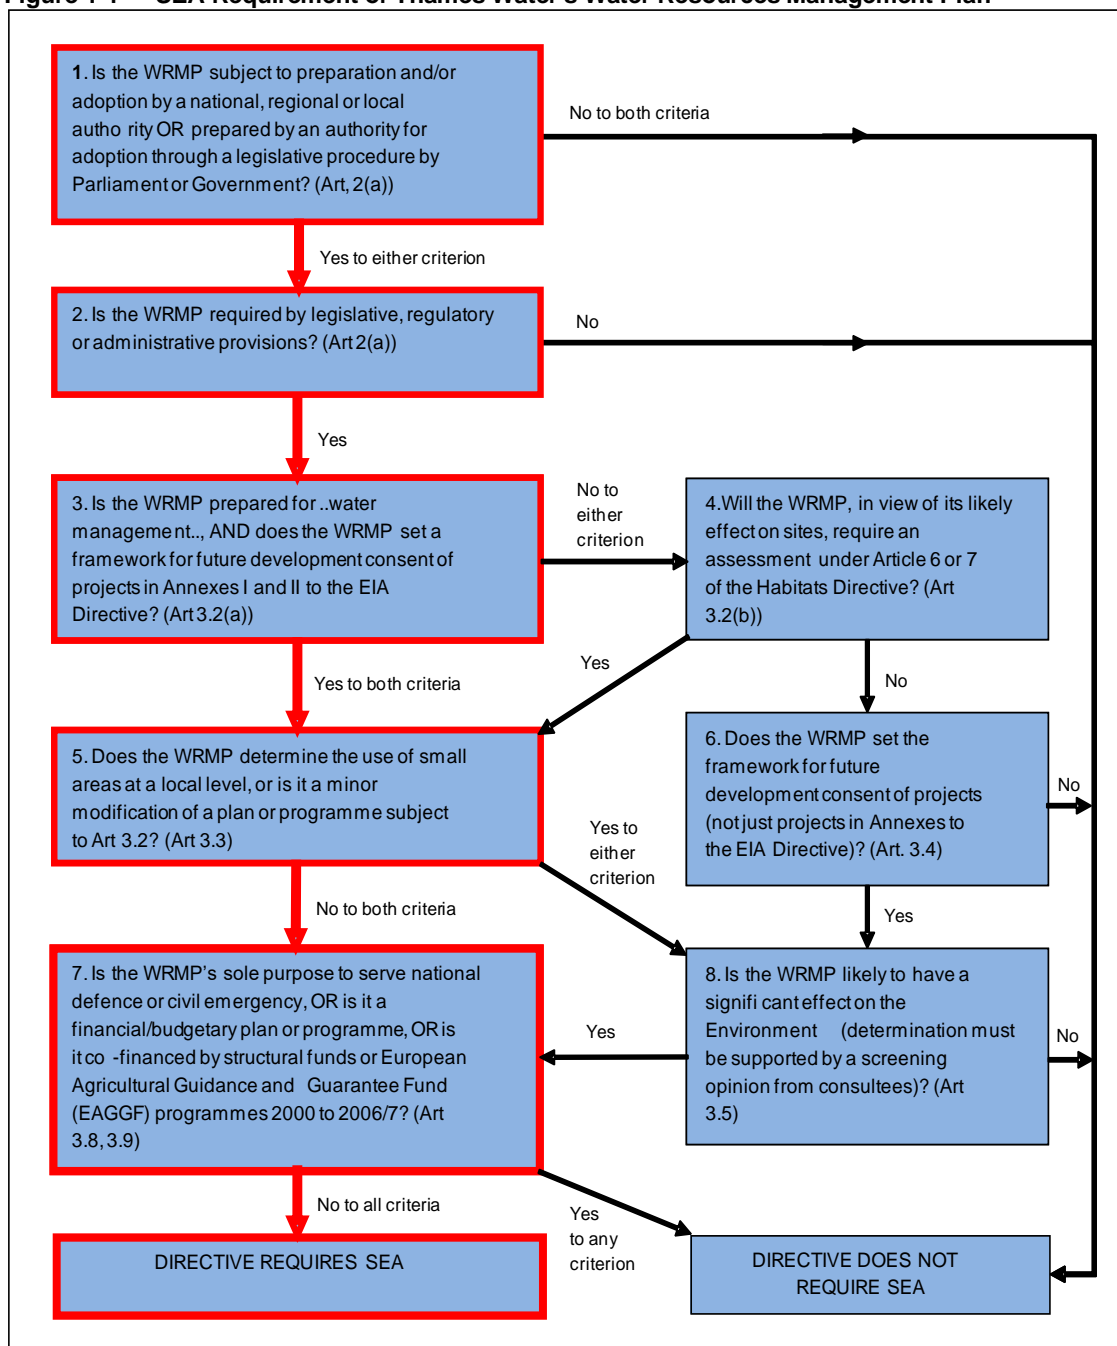 Figure 1-1 SEA Requirement of Thames Water's Water Resources Management Plan
1. Is the WRMP subject to preparation and/or
adoption by a national, regional or local
autho rity OR prepared by an authority for
adoption through a legislative procedure by
Parliament or Government? (Art, 2(a))
No to both criteria
Yes to either criterion
2. Is the WRMP required by legislative, regulatory
or administrative provisions? (Art 2(a))
No
Yes
3. Is the WRMP prepared for ..water
management.., AND does the WRMP set a
framework for future development consent of
projects in Annexes I and II to the EIA
Directive? (Art 3.2(a))
No to
either
criterion
4.Will the WRMP, in view of its likely
effect on sites, require an
assessment under Article 6 or 7
of the Habitats Directive? (Art
3.2(b))
Yes to both criteria
Yes
No
5. Does the WRMP determine the use of small
areas at a local level, or is it a minor
modification of a plan or programme subject
to Art 3.2? (Art 3.3)
6. Does the WRMP set the
framework for future
development consent of projects
(not just projects in Annexes to
the EIA Directive)? (Art. 3.4)
No
Yes to
either
criterion
No to both criteria
Yes
7. Is the WRMP's sole purpose to serve national
defence or civil emergency, OR is it a
financial/budgetary plan or programme, OR is
it co -financed by structural funds or European
Agricultural Guidance and Guarantee Fund
(EAGGF) programmes 2000 to 2006/7? (Art
3.8, 3.9)
Yes
8. Is the WRMP likely to have a
signifi cant effect on the
Environment (determination must
be supported by a screening
opinion from consultees)? (Art
3.5)
No
No to all criteria
Yes
to any
criterion
DIRECTIVE REQUIRES SEA
DIRECTIVE DOES NOT
REQUIRE SEA